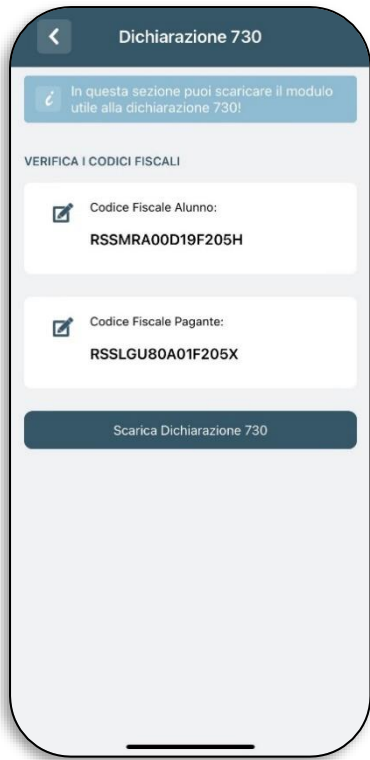 Dichiarazione 730
i In questa sezione puoi scaricare il modulo
utile alla dichiarazione 730!
VERIFICA I CODICI FISCALI
Codice Fiscale Alunno:
RSSMRA00D19F205H
Codice Fiscale Pagante:
RSSLGU80A01F205X
Scarica Dichiarazione 730